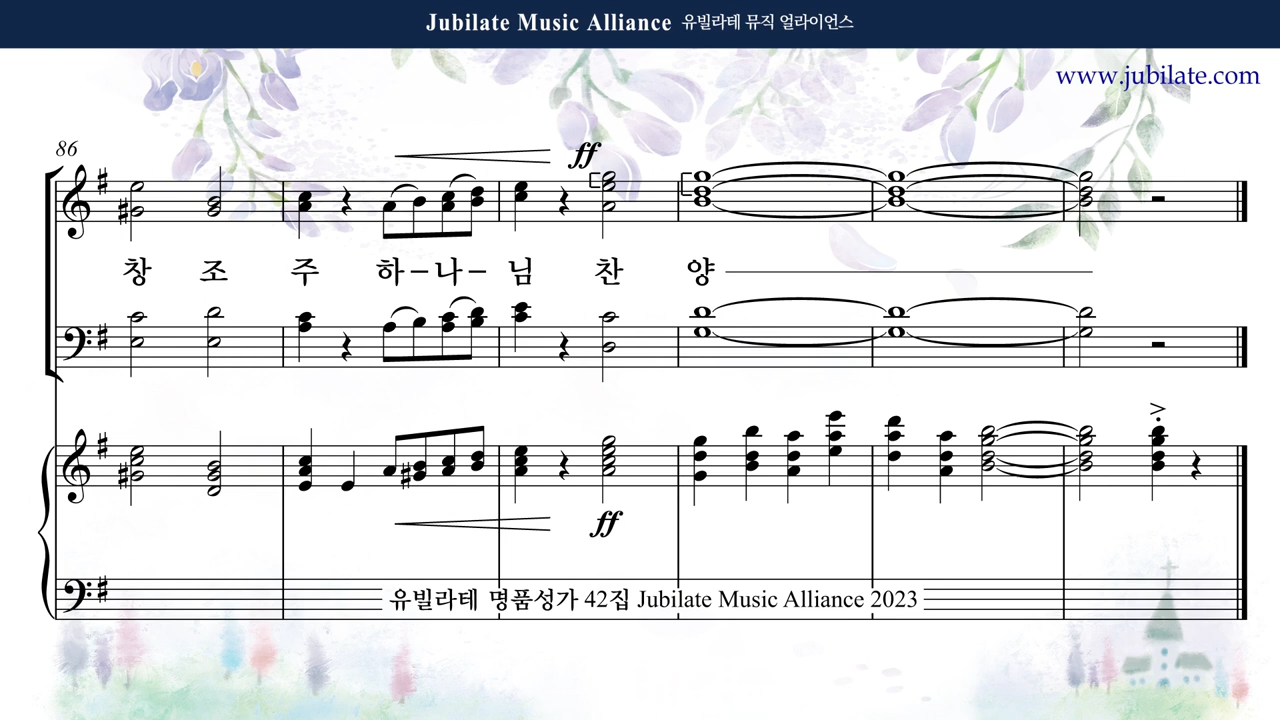 Jubilate Music Alliance 유빌라테 뮤직 얼라이언스
www.jubilate.com
86
ff
창 조 주 하-나- 님 찬 양
ff
유빌라테 명품성가 42집 Jubilate Music Alliance 2023